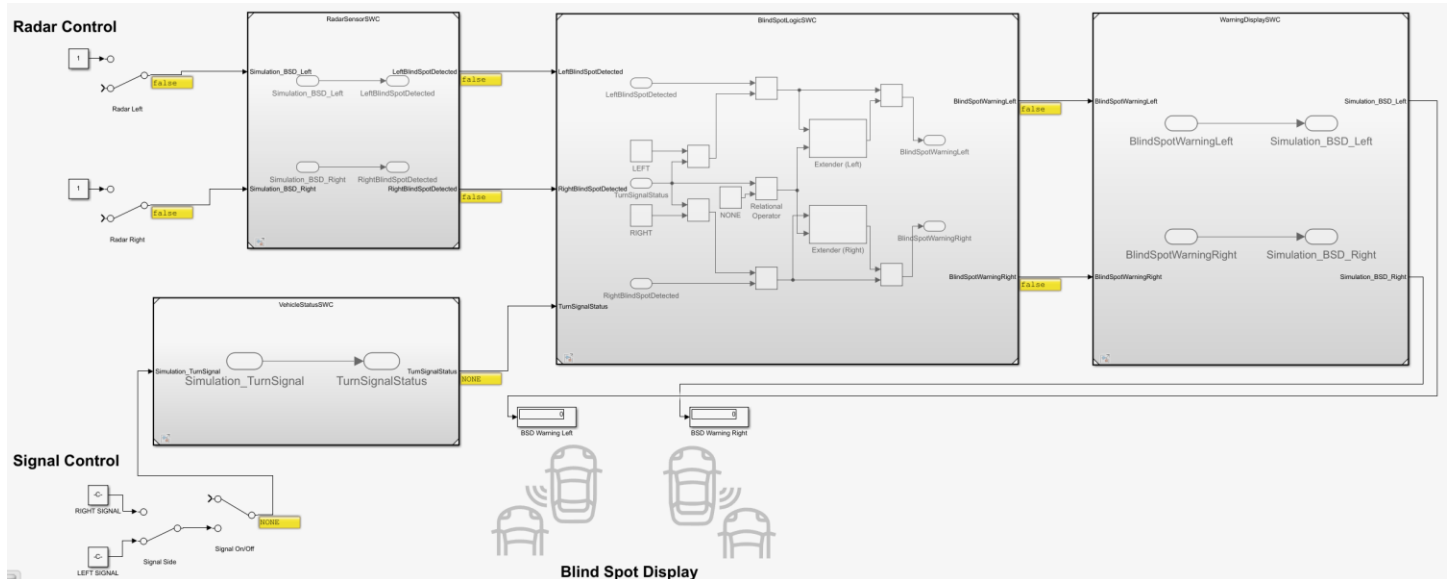 Radar Control
1
false
Radar Left
1
false
Radar Right
RadarSensorSWC
Simulation_BSD_Left
Simulation_BSD_Left
LeftBlindSpotDetected
LeftBlindSpotDetected
false
Simulation_BSD_Right
Simulation_BSD_Right
RightBlindSpotDetected
RightBlindSpotDetected
false
BlindSpotLogicSWC
LeftBlindSpotDetected
LeftBlindSpotDetected
RightBlindSpotDetected
TurnSignalStatus
LEFT
TurnSignalStatus
RIGHT
NONE
Relational
Operator
RightBlindSpotDetected
Extender (Left)
Extender (Right)
BlindSpotWarningLeft
BlindSpotWarningRight
BlindSpotWarningLeft
false
BlindSpotWarningRight
false
WarningDisplaySWC
BlindSpotWarningLeft
BlindSpotWarningLeft
Simulation_BSD_Left
Simulation_BSD_Left
BlindSpotWarningRight
BlindSpotWarningRight
Simulation_BSD_Right
Simulation_BSD_Right
VehicleStatusSWC
Simulation_TurnSignal
Simulation_TurnSignal
TurnSignalStatus
TurnSignalStatus
NONE
Signal Control
-C-
RIGHT SIGNAL
-C-
LEFT SIGNAL
Signal Side
Signal On/Off
NONE
0
BSD Warning Left
0
BSD Warning Right
Blind Spot Display